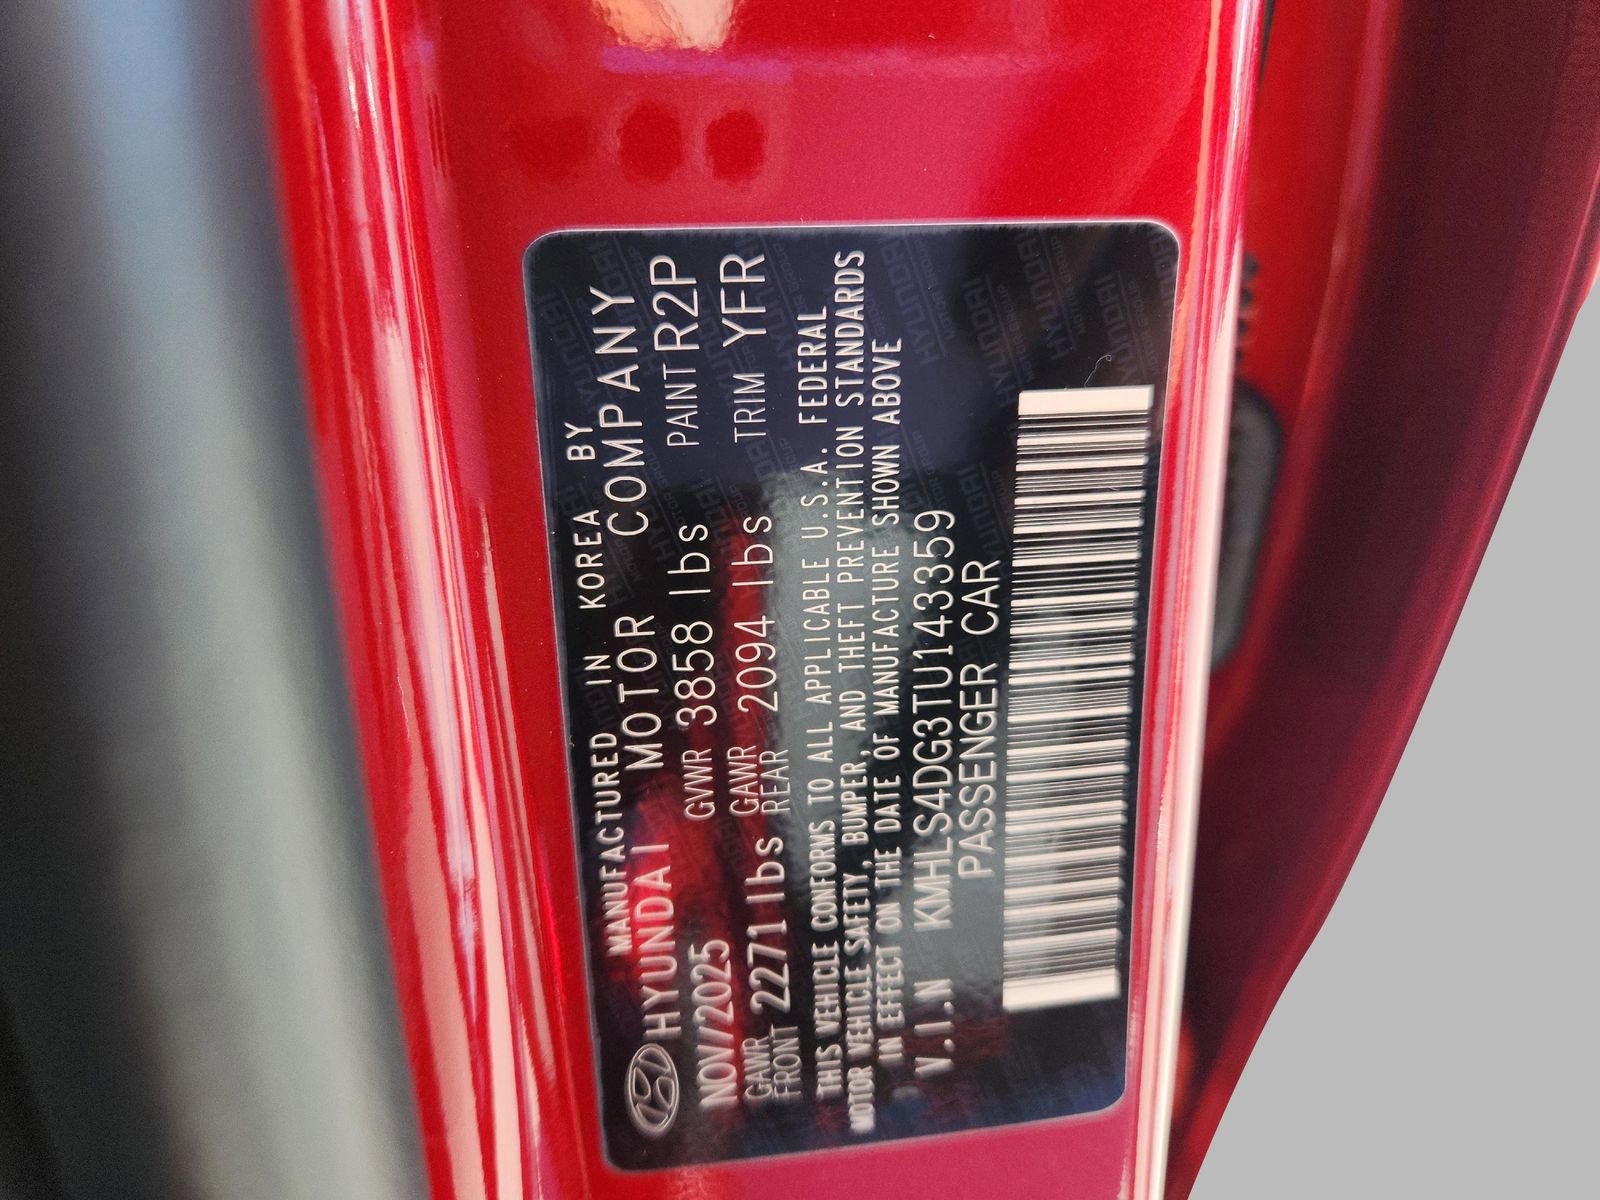 MANUFACTURED IN KOREA BY
HYUNDAI MOTOR COMPANY
NOV/2025 GVWR 3858 lbs PAINT R2P
GAWR FRONT 2271 lbs GAWR REAR 2094 lbs TRIM YFR
THIS VEHICLE CONFORMS TO ALL APPLICABLE U.S.A. FEDERAL
MOTOR VEHICLE SAFETY, BUMPER, AND THEFT PREVENTION STANDARDS
IN EFFECT ON THE DATE OF MANUFACTURE SHOWN ABOVE
V.I.N KMHLS4DG3TU143359
PASSENGER CAR